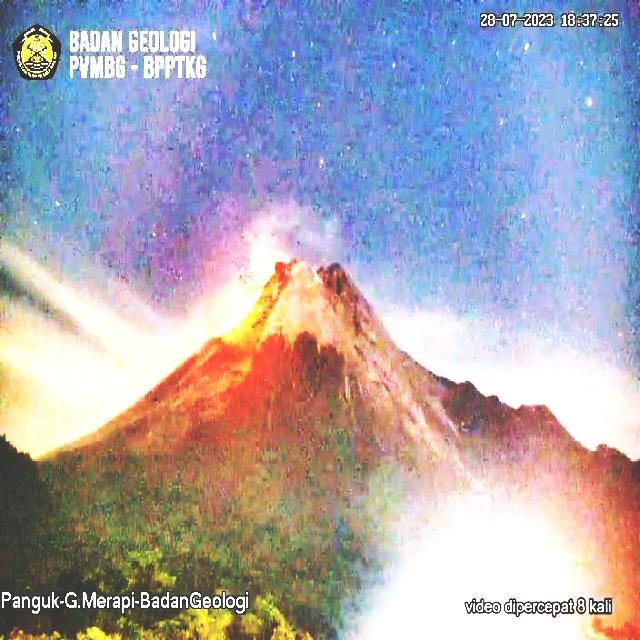 BADAN GEOLOGI
PVMBG - BPPTKG
28-07-2023 18:37:25
Panguk-G.Merapi-BadanGeologi
video dipercepat 8 kali